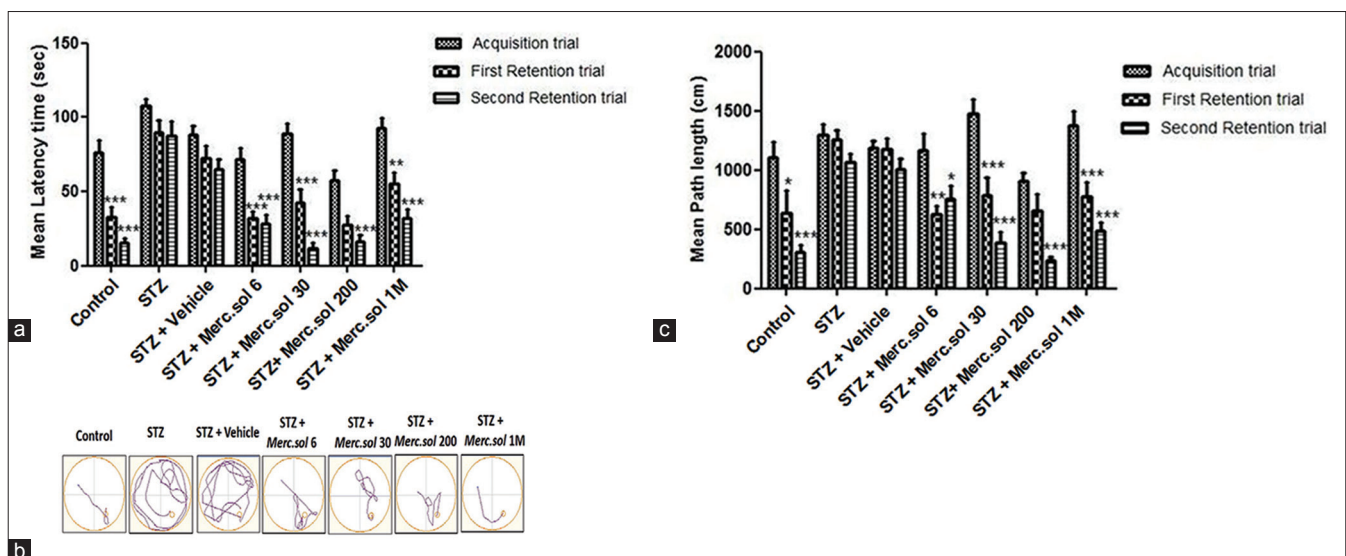 150
100
50
0
Mean Latency time (sec)
Acquisition trial
First Retention trial
Second Retention trial
***
***
***
***
***
***
***
**
***
Control
STZ
STZ + Vehicle
STZ + Merc.sol 6
STZ + Merc.sol 30
STZ+ Merc.sol 200
STZ + Merc.sol 1M
a
2000
1500
1000
500
0
Mean Path length (cm)
Acquisition trial
First Retention trial
Second Retention trial
*
***
**
*
***
***
***
***
***
Control
STZ
STZ + Vehicle
STZ + Merc.sol 6
STZ + Merc.sol 30
STZ+ Merc.sol 200
STZ + Merc.sol 1M
c
Control
STZ
STZ + Vehicle
STZ +
Merc.sol 6
STZ +
Merc.sol 30
STZ +
Merc.sol 200
STZ +
Merc.sol 1M
b